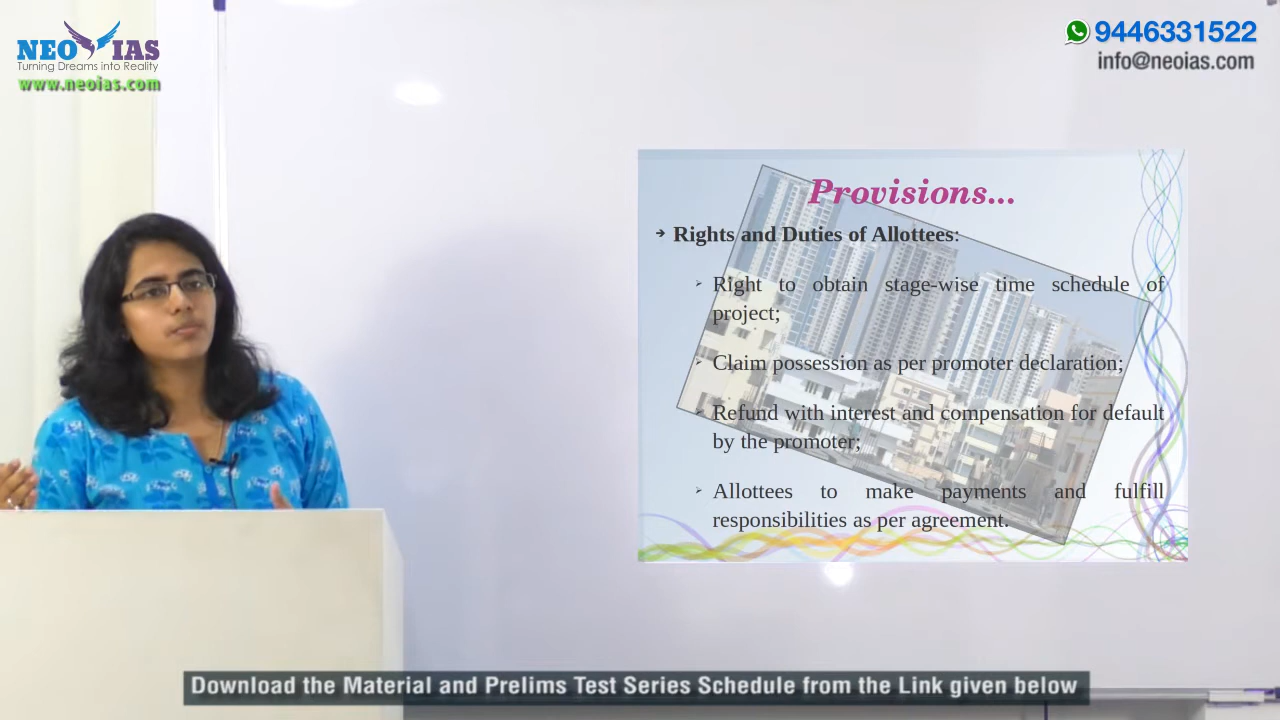 NEO IAS
Turning Dreams into Reality
www.neoias.com
9446331522
info@neoias.com
Provisions...
Rights and Duties of Allottees:
Right to obtain stage-wise time schedule of
project;
Claim possession as per promoter declaration;
Refund with interest and compensation for default
by the promoter;
Allottees to make payments and fulfill
responsibilities as per agreement.
Download the Material and Prelims Test Series Schedule from the Link given below